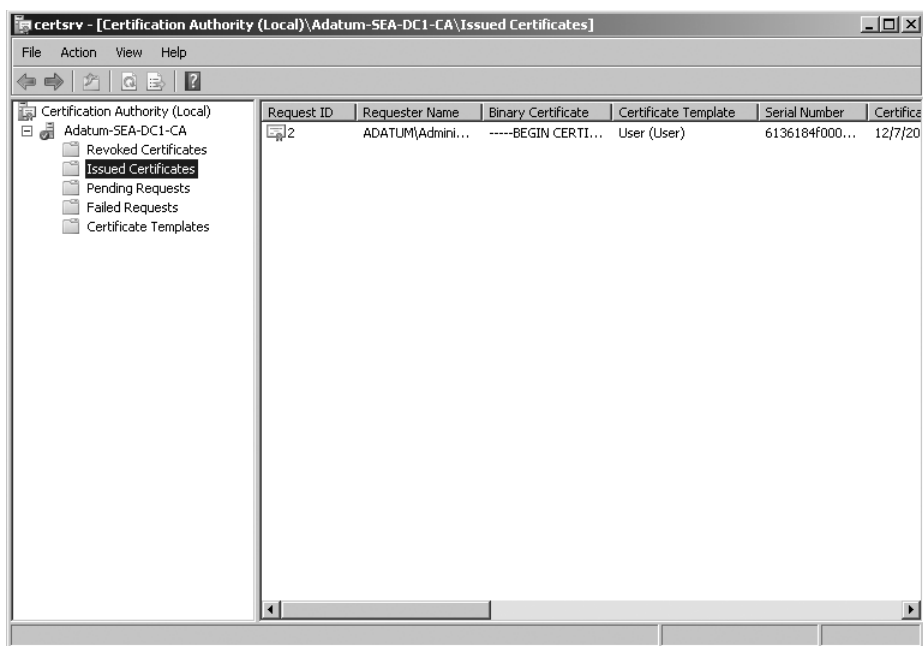 certsrv - [Certification Authority (Local)\Adatum-SEA-DC1-CA\Issued Certificates]
File Action View Help
Certification Authority (Local)
Adatum-SEA-DC1-CA
Revoked Certificates
Issued Certificates
Pending Requests
Failed Requests
Certificate Templates
Request ID Requester Name Binary Certificate Certificate Template Serial Number Certifica
2 ADATUM\Admini... -----BEGIN CERTI... User (User) 6136184f000... 12/7/20